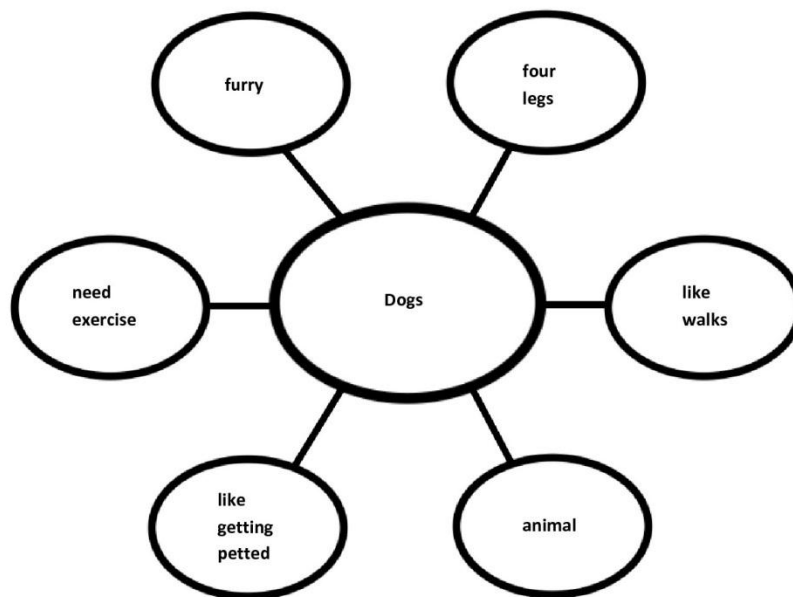 furry
four
legs
need
exercise
Dogs
like
walks
like
getting
petted
animal